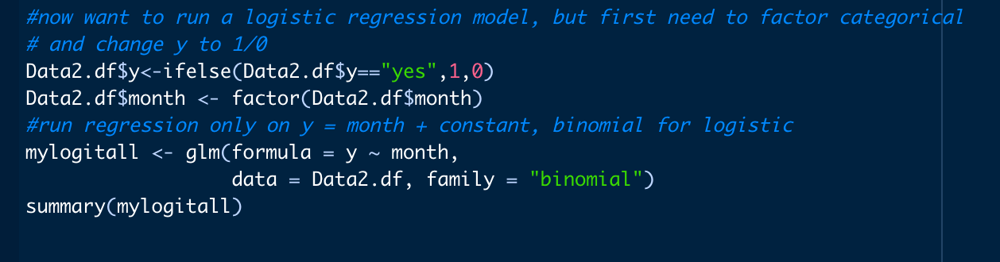 #now want to run a logistic regression model, but first need to factor categorical
# and change y to 1/0
Data2.df$y<-ifelse(Data2.df$y=="yes",1,0)
Data2.df$month <- factor(Data2.df$month)
#run regression only on y = month + constant, binomial for logistic
mylogitall <- glm(formula = y ~ month,
                  data = Data2.df, family = "binomial")
summary(mylogitall)